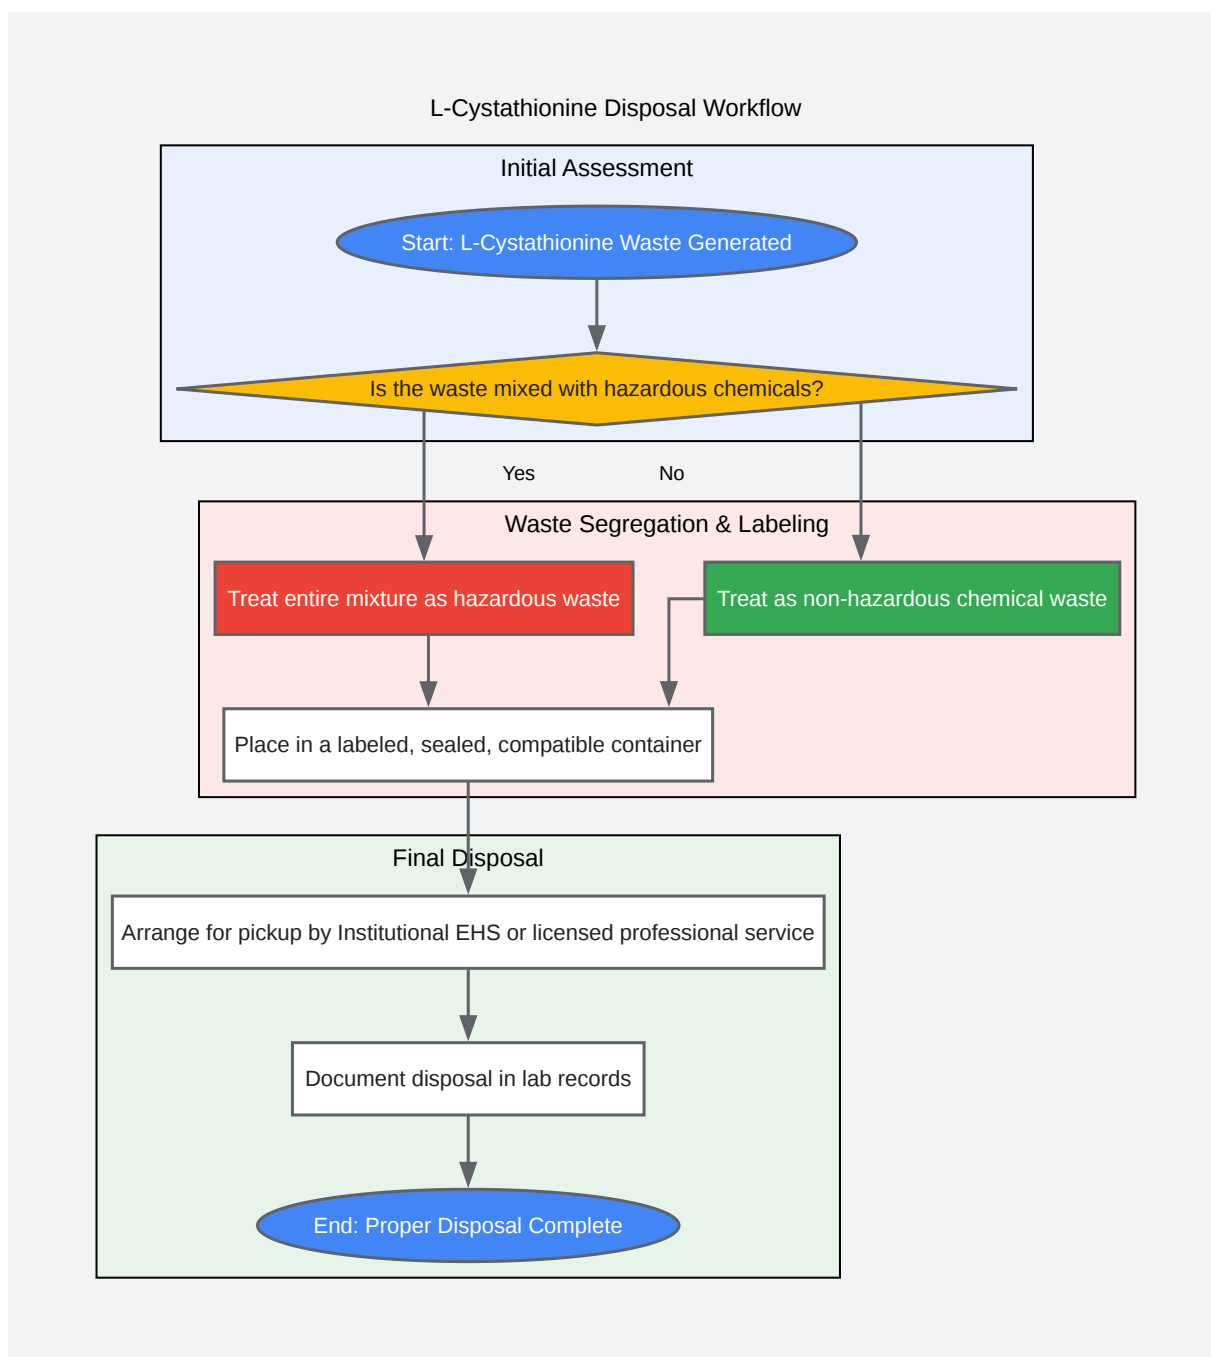 L-Cystathionine Disposal Workflow
Initial Assessment
Start: L-Cystathionine Waste Generated
Is the waste mixed with hazardous chemicals?
Yes
No
Waste Segregation & Labeling
Treat entire mixture as hazardous waste
Treat as non-hazardous chemical waste
Place in a labeled, sealed, compatible container
Final Disposal
Arrange for pickup by Institutional EHS or licensed professional service
Document disposal in lab records
End: Proper Disposal Complete